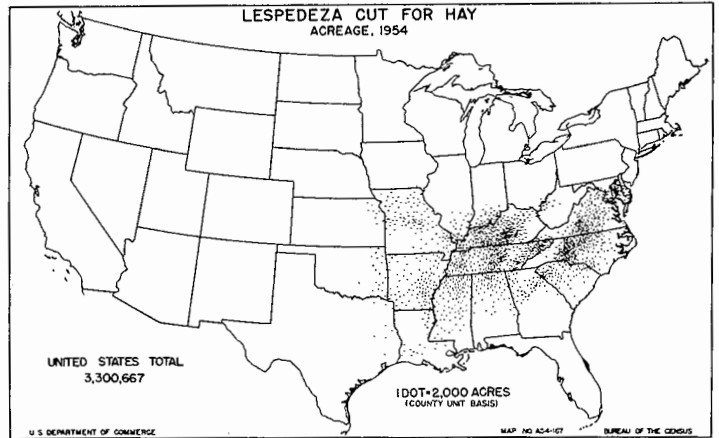 LESPEDEZA CUT FOR HAY
ACREAGE, 1954
UNITED STATES TOTAL
3,300,667
1 DOT=2,000 ACRES
(COUNTY UNIT BASIS)
U S DEPARTMENT OF COMMERCE
MAP NO A54-167
BUREAU OF THE CENSUS